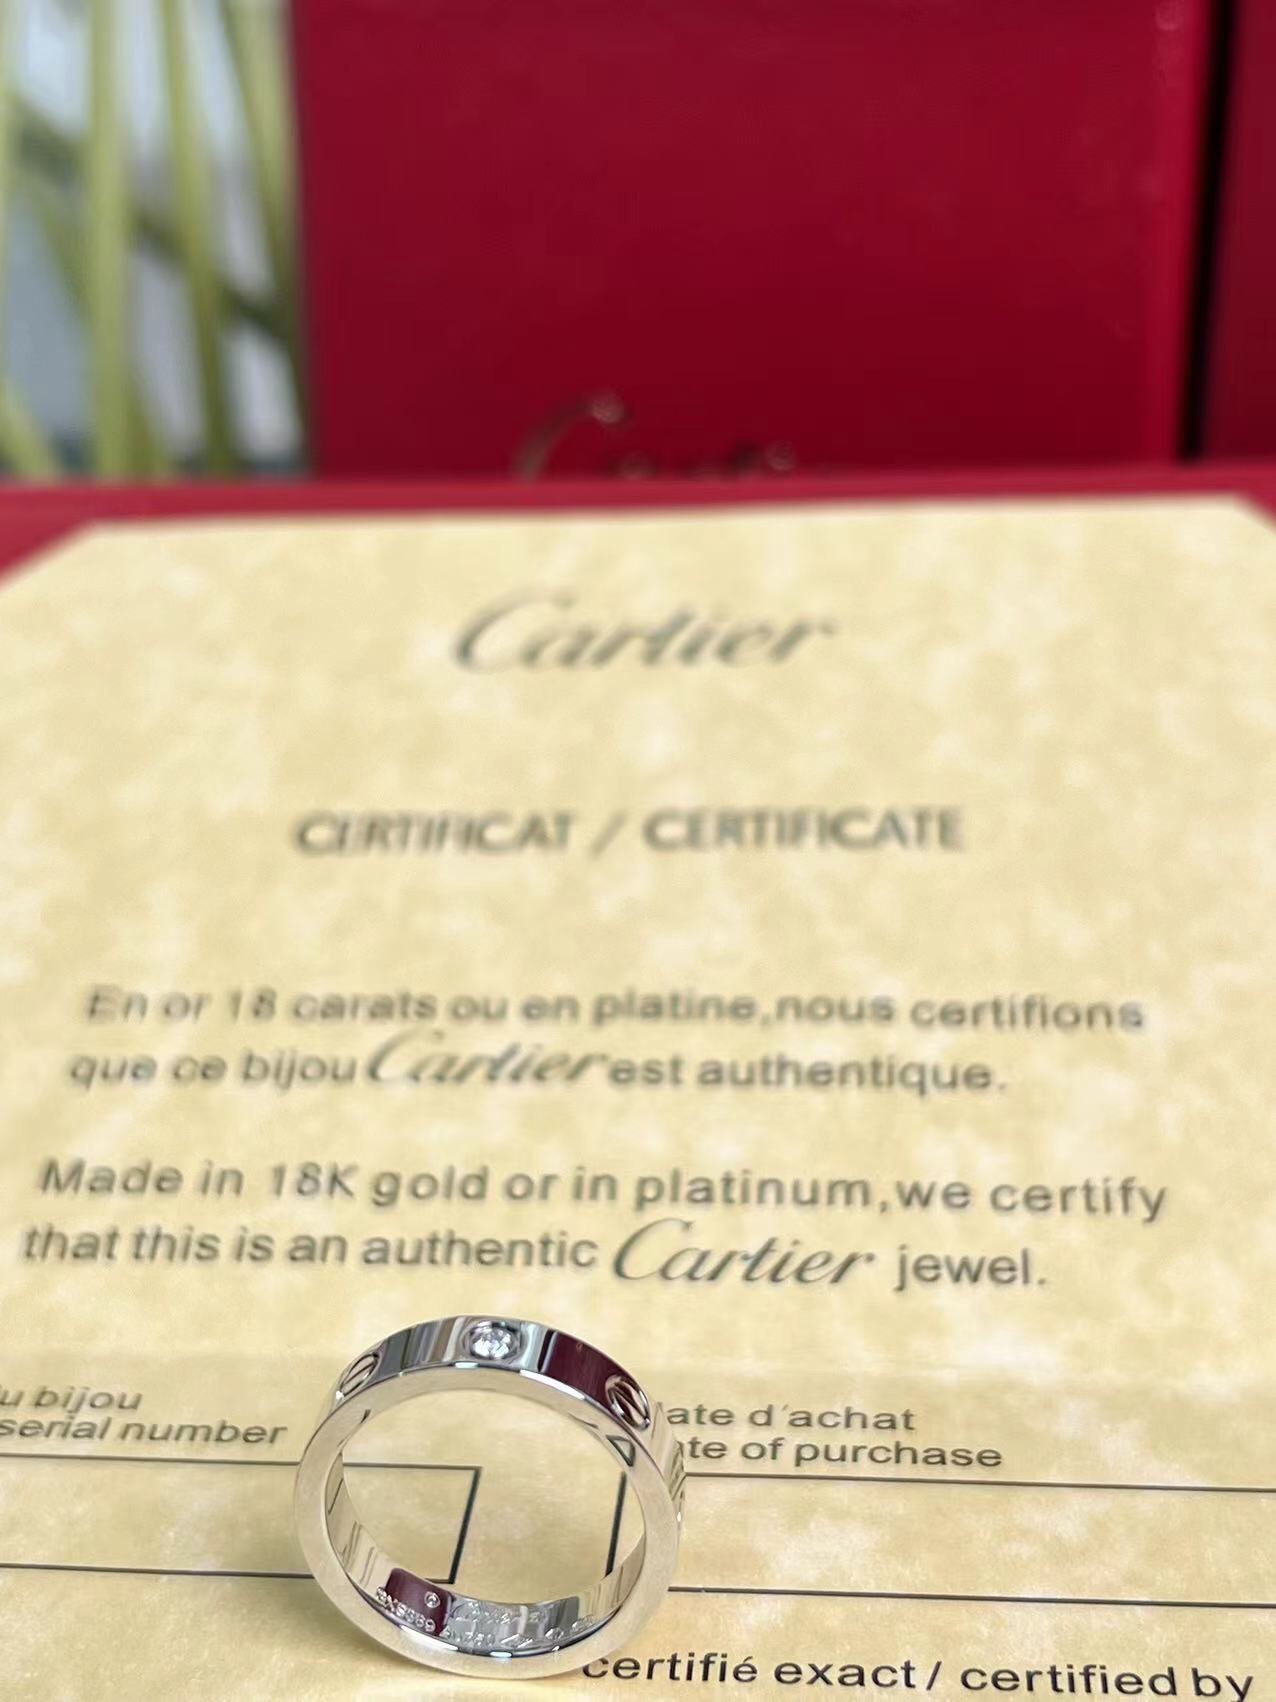 Cartier
Cartier
CERTIFICAT / CERTIFICATE
En or 18 carats ou en platine,nous certifions
que ce bijou Cartier est authentique.
Made in 18K gold or in platinum,we certify
that this is an authentic Cartier jewel.
u bijou
serial number
ate d'achat
te of purchase
certifié exact / certified by